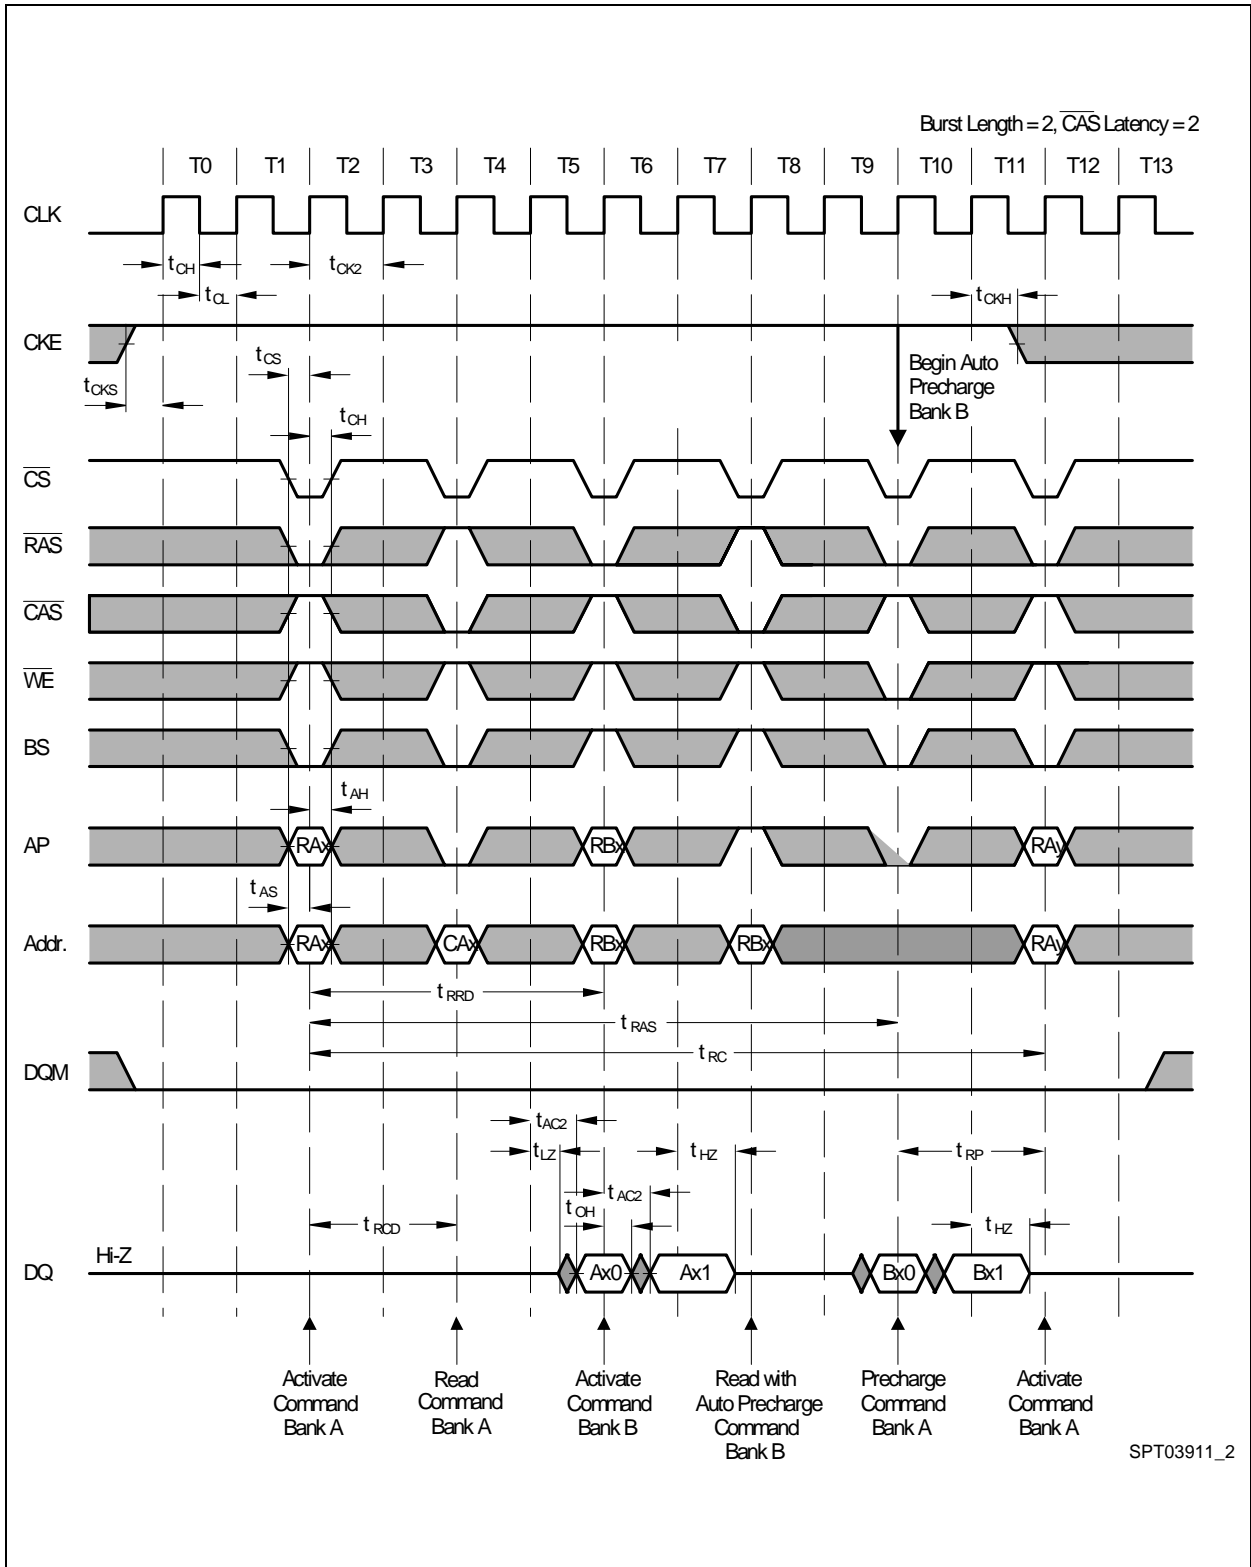 Burst Length = 2, CAS Latency = 2
T0 T1 T2 T3 T4 T5 T6 T7 T8 T9 T10 T11 T12 T13
CLK
tCH tCK2
tCL tCKH
CKE
tCS
Begin Auto
Precharge
Bank B
tCKS
tCH
CS
RAS
CAS
WE
BS
tAH
AP RAx RBx RAy
tAS
Addr. RAx CAx RBx RBx RAy
tRRD
tRAS
tRC
DQM
tAC2
tLZ tHZ tRP
tAC2
tOH
tRCD tHZ
Hi-Z
DQ Ax0 Ax1 Bx0 Bx1
Activate
Command
Bank A
Read
Command
Bank A
Activate
Command
Bank B
Read with
Auto Precharge
Command
Bank B
Precharge
Command
Bank A
Activate
Command
Bank A
SPT03911_2